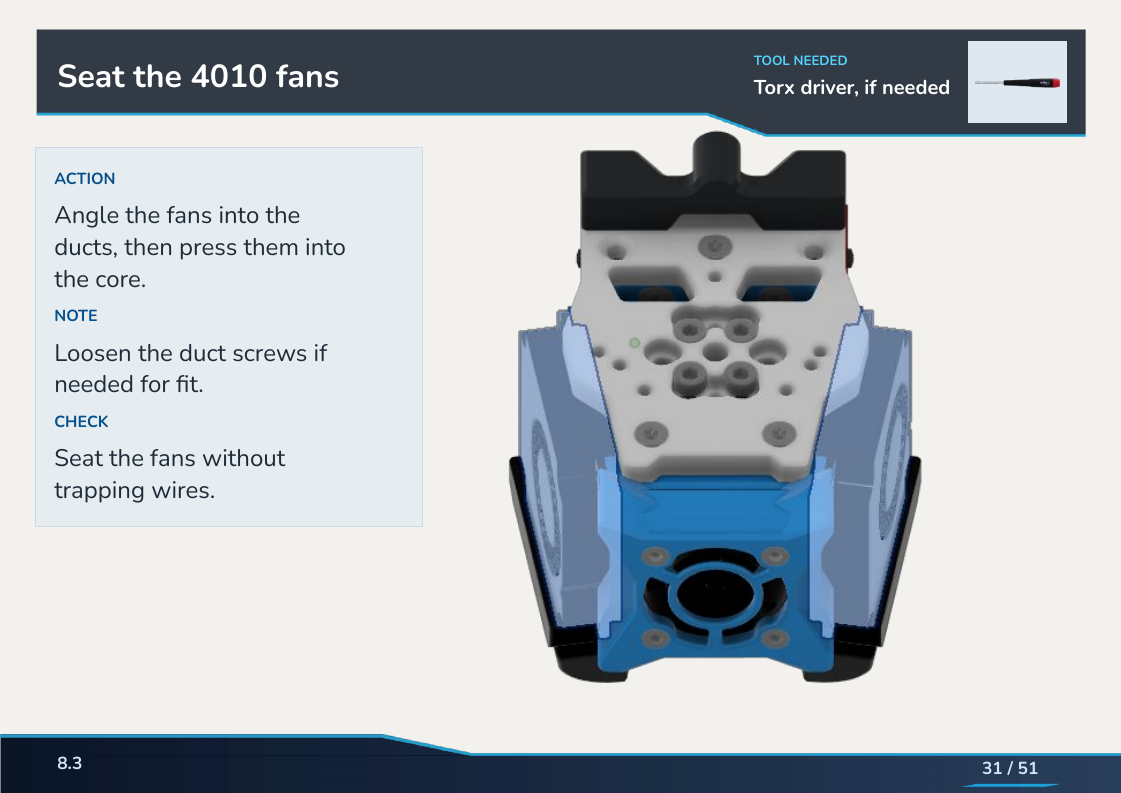 Seat the 4010 fans
TOOL NEEDED
Torx driver, if needed
ACTION
Angle the fans into the
ducts, then press them into
the core.
NOTE
Loosen the duct screws if
needed for fit.
CHECK
Seat the fans without
trapping wires.
8.3
31 / 51